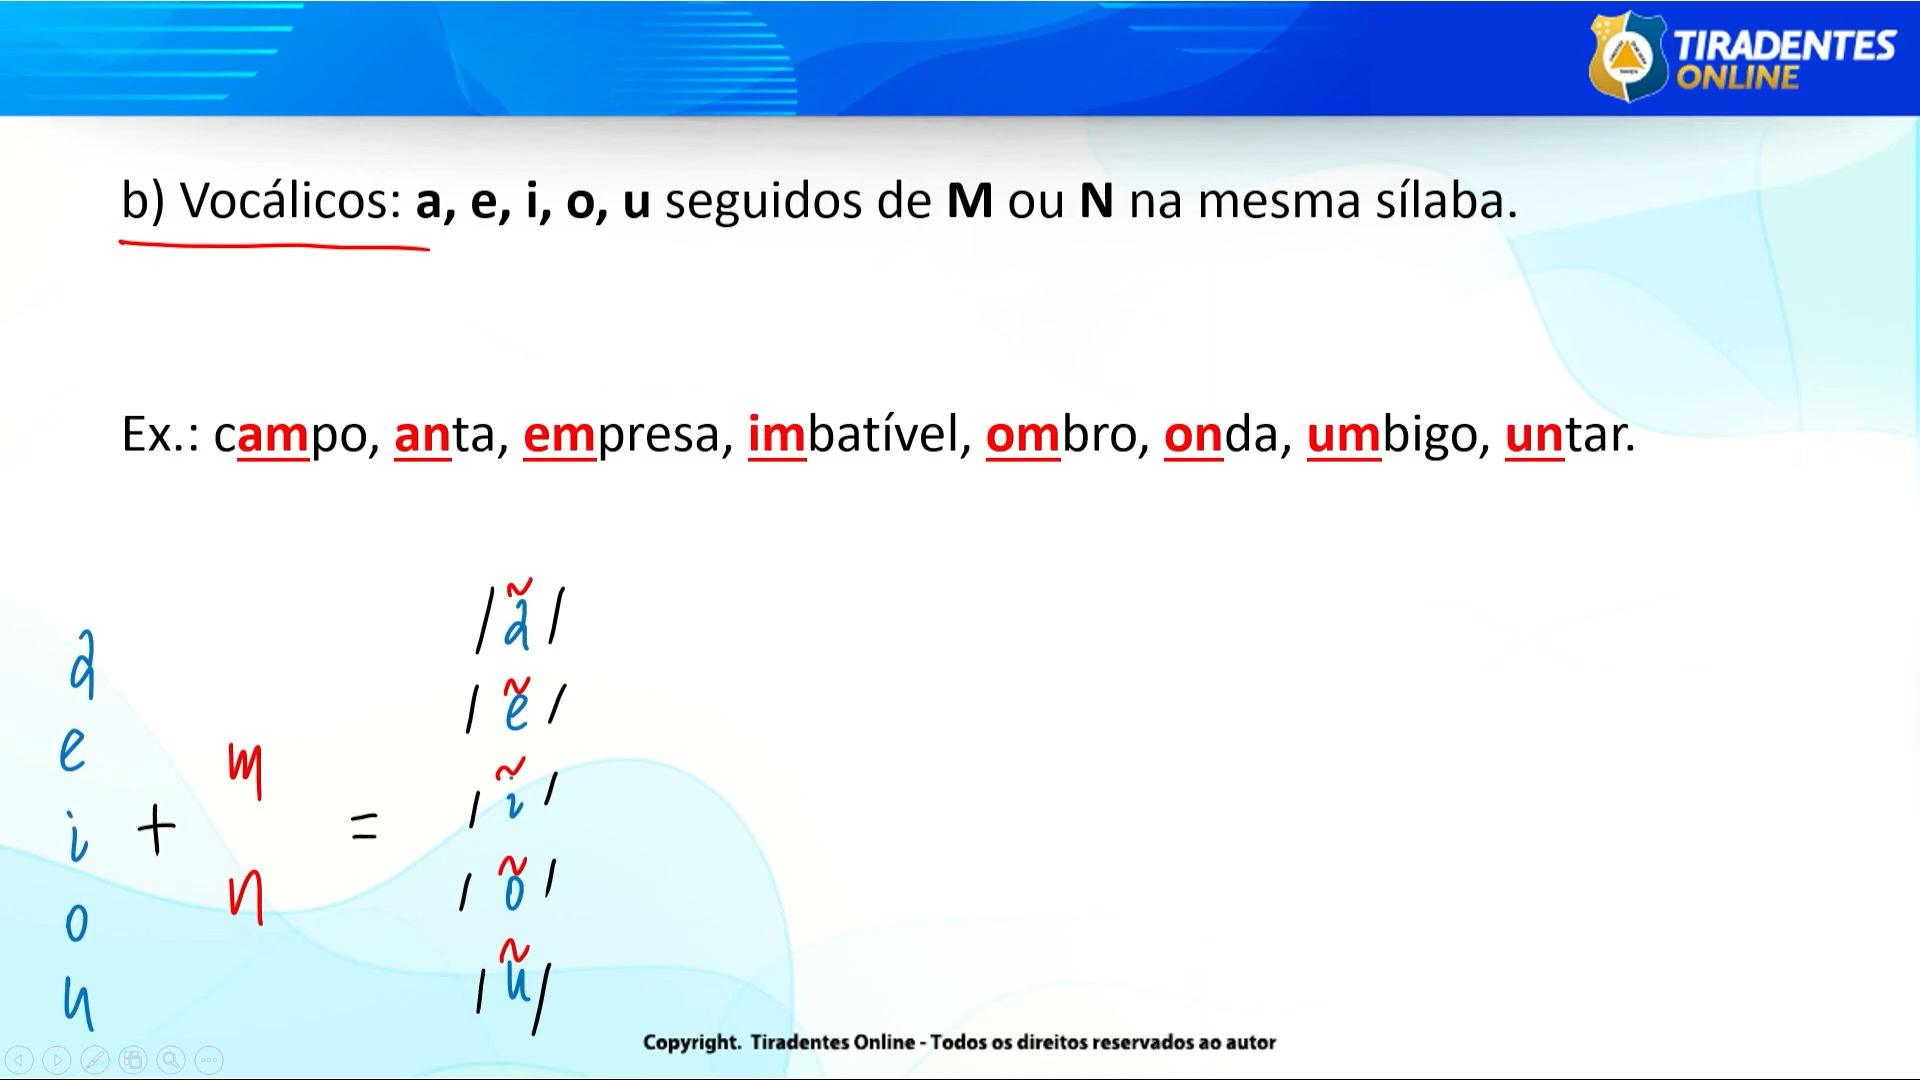 TIRADENTES
ONLINE
b) Vocálicos: a, e, i, o, u seguidos de M ou N na mesma sílaba.
Ex.: campo, anta, empresa, imbatível, ombro, onda, umbigo, untar.
a
e
i
o
u
+
m
n
=
/ã/
/ẽ/
/ĩ/
/õ/
/ũ/
Copyright. Tiradentes Online - Todos os direitos reservados ao autor